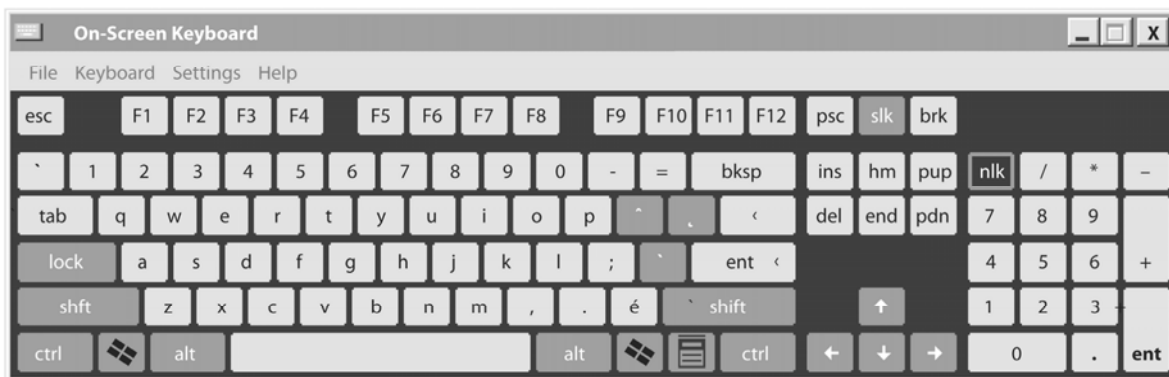 On-Screen Keyboard X
File Keyboard Settings Help
esc F1 F2 F3 F4 F5 F6 F7 F8 F9 F10 F11 F12 psc slk brk
` 1 2 3 4 5 6 7 8 9 0 - = bksp ins hm pup nlk / * –
tab q w e r t y u i o p ˆ ¸ ‹ del end pdn 7 8 9
lock a s d f g h j k l ; ` ent ‹ 4 5 6 +
shft z x c v b n m , . é ` shift 1 2 3
ctrl alt alt ctrl 0 . ent